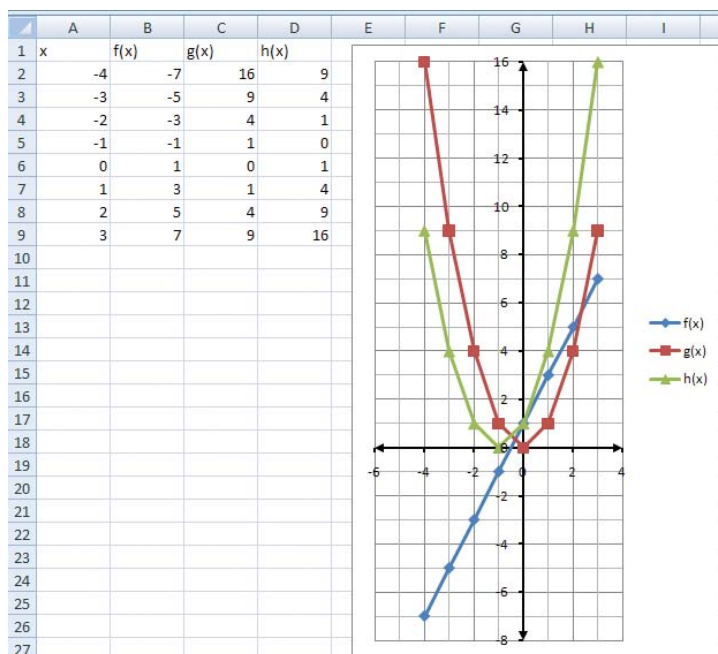 A B C D E F G H I
1 x f(x) g(x) h(x)
2 -4 -7 16 9
3 -3 -5 9 4
4 -2 -3 4 1
5 -1 -1 1 0
6 0 1 0 1
7 1 3 1 4
8 2 5 4 9
9 3 7 9 16
10
11
12
13
14
15
16
17
18
19
20
21
22
23
24
25
26
27
16
14
12
10
8
6
4
2
0
-6 -4 -2 0 2 4
-2
-4
-6
-8
f(x)
g(x)
h(x)